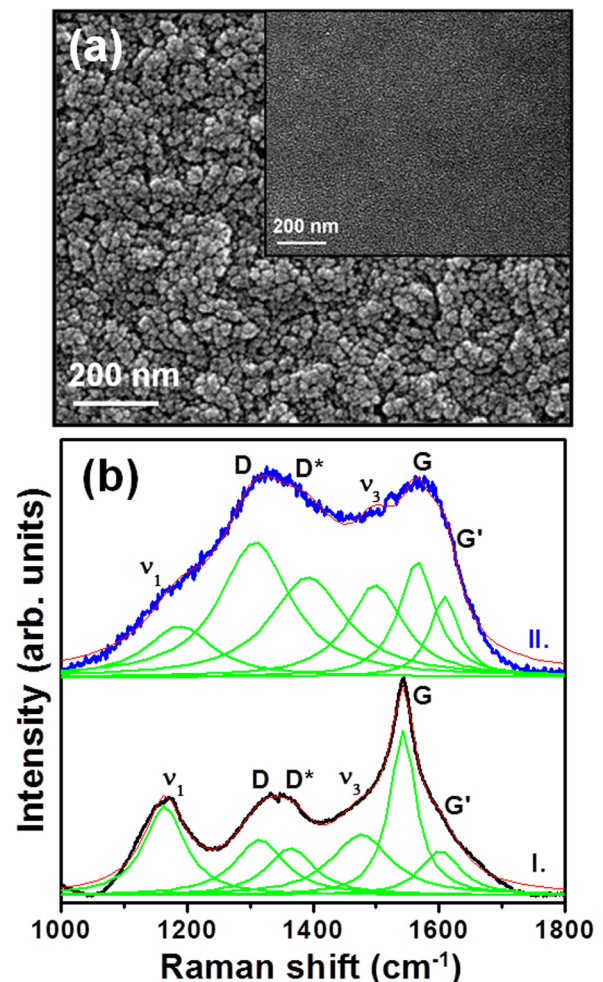 (a)
200 nm
200 nm
(b)
D
D*
G
ν3
G'
ν1
II.
G
ν1
D
D*
ν3
G'
I.
Intensity (arb. units)
1000
1200
1400
1600
1800
Raman shift (cm-1)